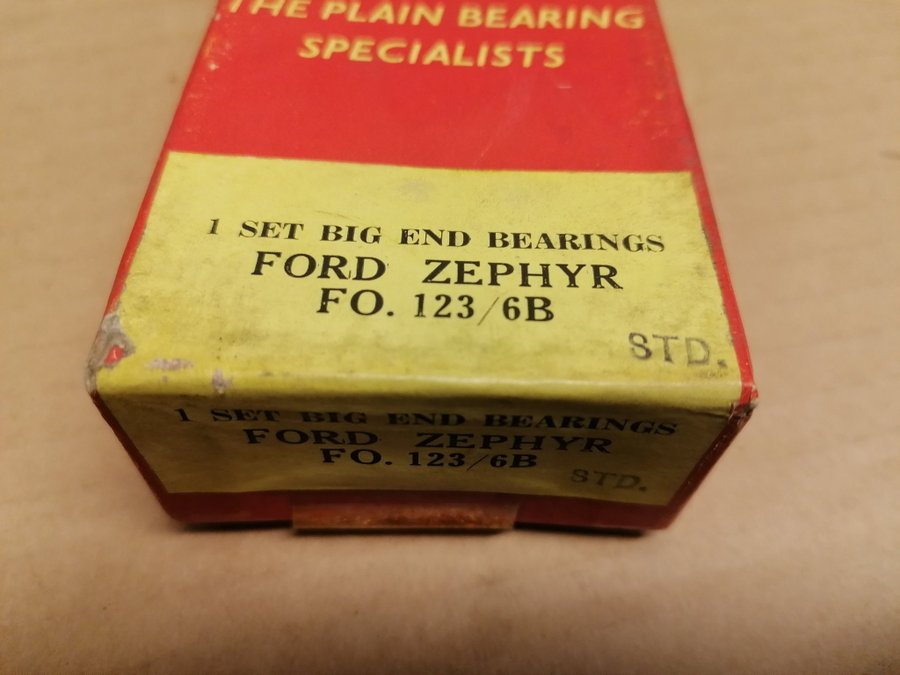 THE PLAIN BEARING
SPECIALISTS
1 SET BIG END BEARINGS
FORD ZEPHYR
FO. 123/6B
STD.
1 SET BIG END BEARINGS
FORD ZEPHYR
FO. 123/6B
STD.